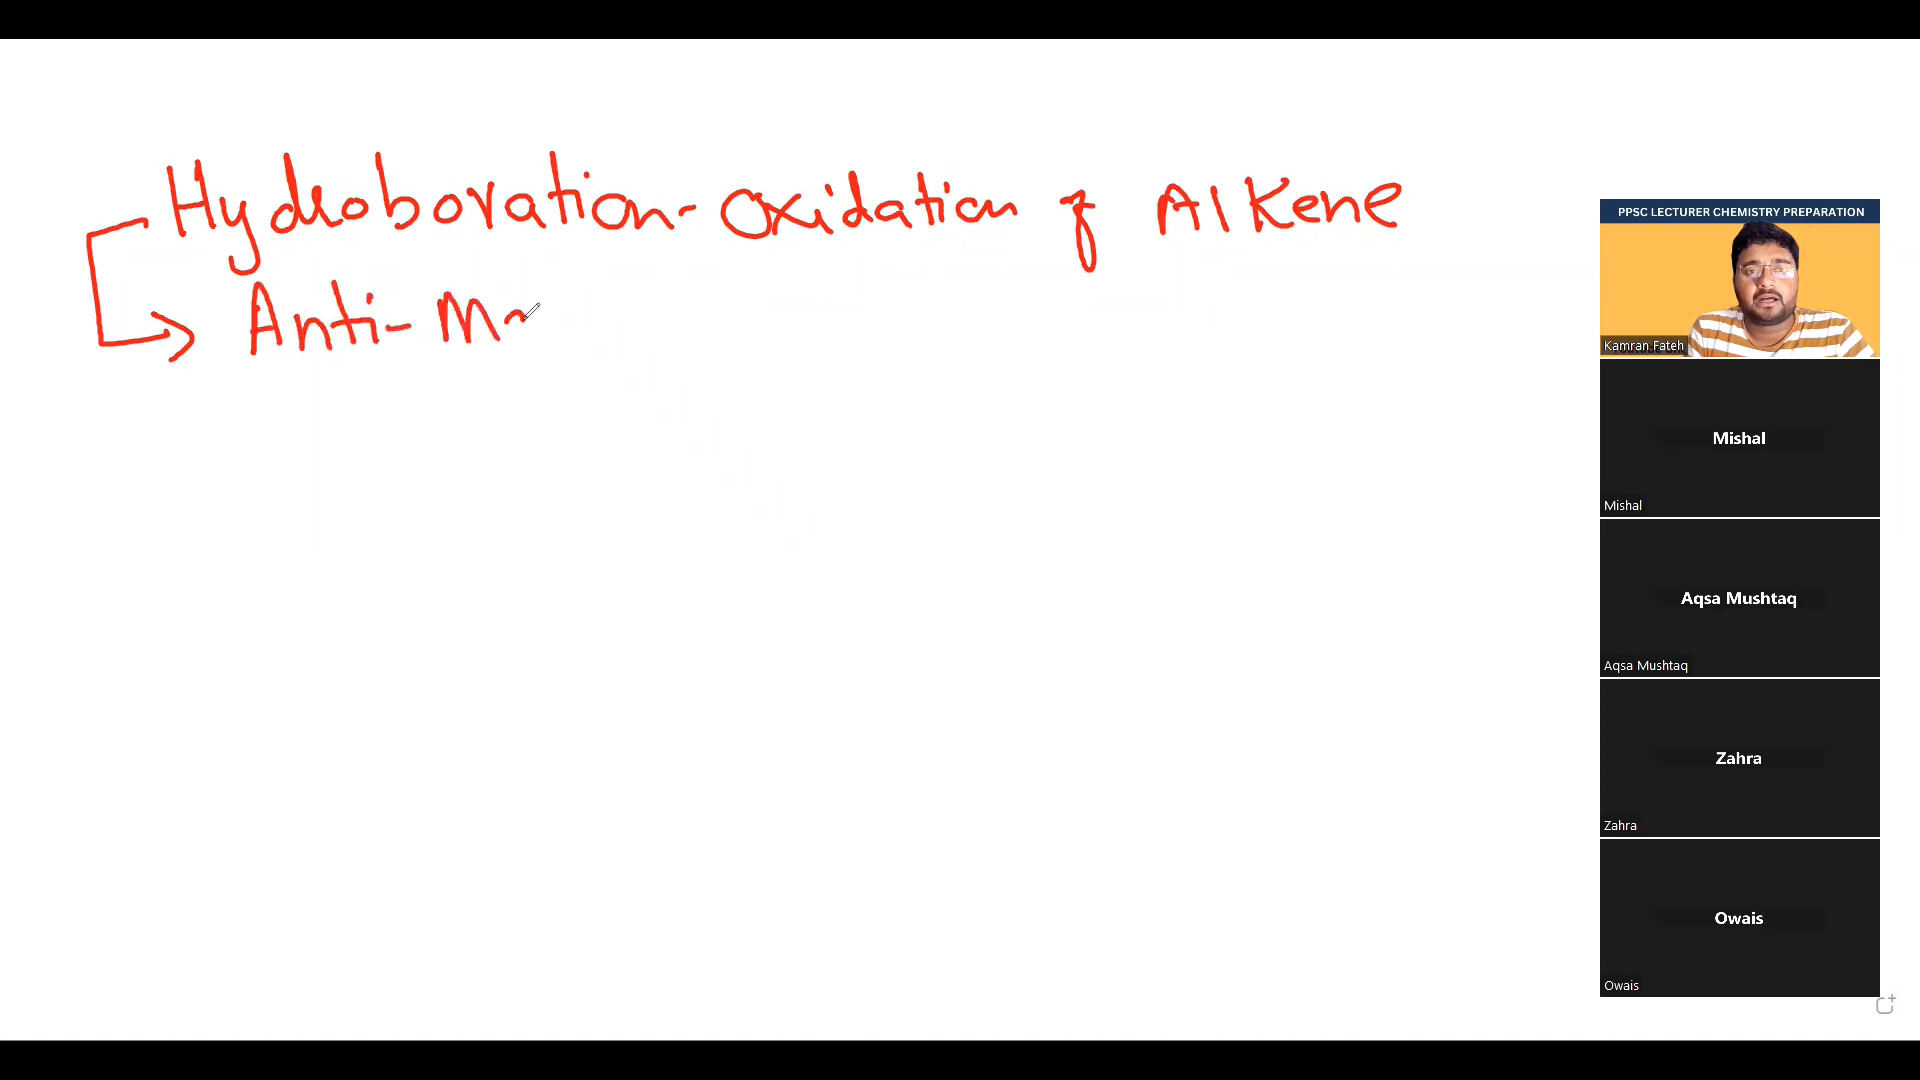 Hydroboration-Oxidation of Alkene
Anti-Ma
PPSC LECTURER CHEMISTRY PREPARATION
Kamran Fateh
Mishal
Mishal
Aqsa Mushtaq
Aqsa Mushtaq
Zahra
Zahra
Owais
Owais